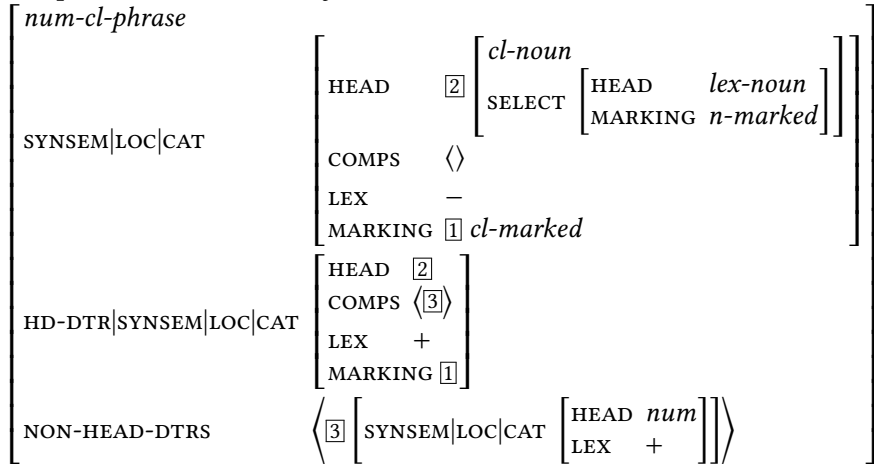 num-cl-phrase
cl-noun
HEAD 2 SELECT HEAD lex-noun
MARKING n-marked
SYNSEM|LOC|CAT COMPS ⟨⟩
LEX −
MARKING 1 cl-marked
HEAD 2
COMPS ⟨3⟩
HD-DTR|SYNSEM|LOC|CAT LEX +
MARKING 1
NON-HEAD-DTRS ⟨3 [SYNSEM|LOC|CAT [HEAD num
LEX +]]⟩